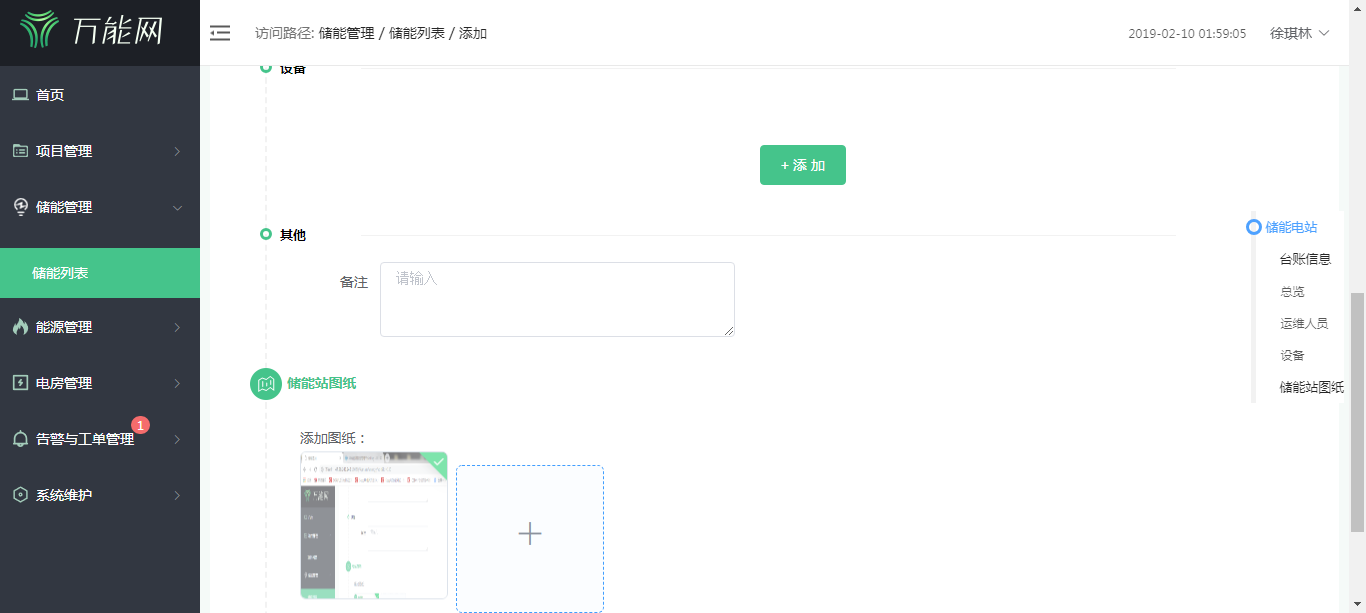 万能网
访问路径: 储能管理 / 储能列表 / 添加
2019-02-10 01:59:05
徐琪林
首页
项目管理
储能管理
储能列表
能源管理
电房管理
告警与工单管理
1
系统维护
设备
+ 添 加
其他
备注
请输入
储能站图纸
添加图纸：
储能电站
台账信息
总览
运维人员
设备
储能站图纸